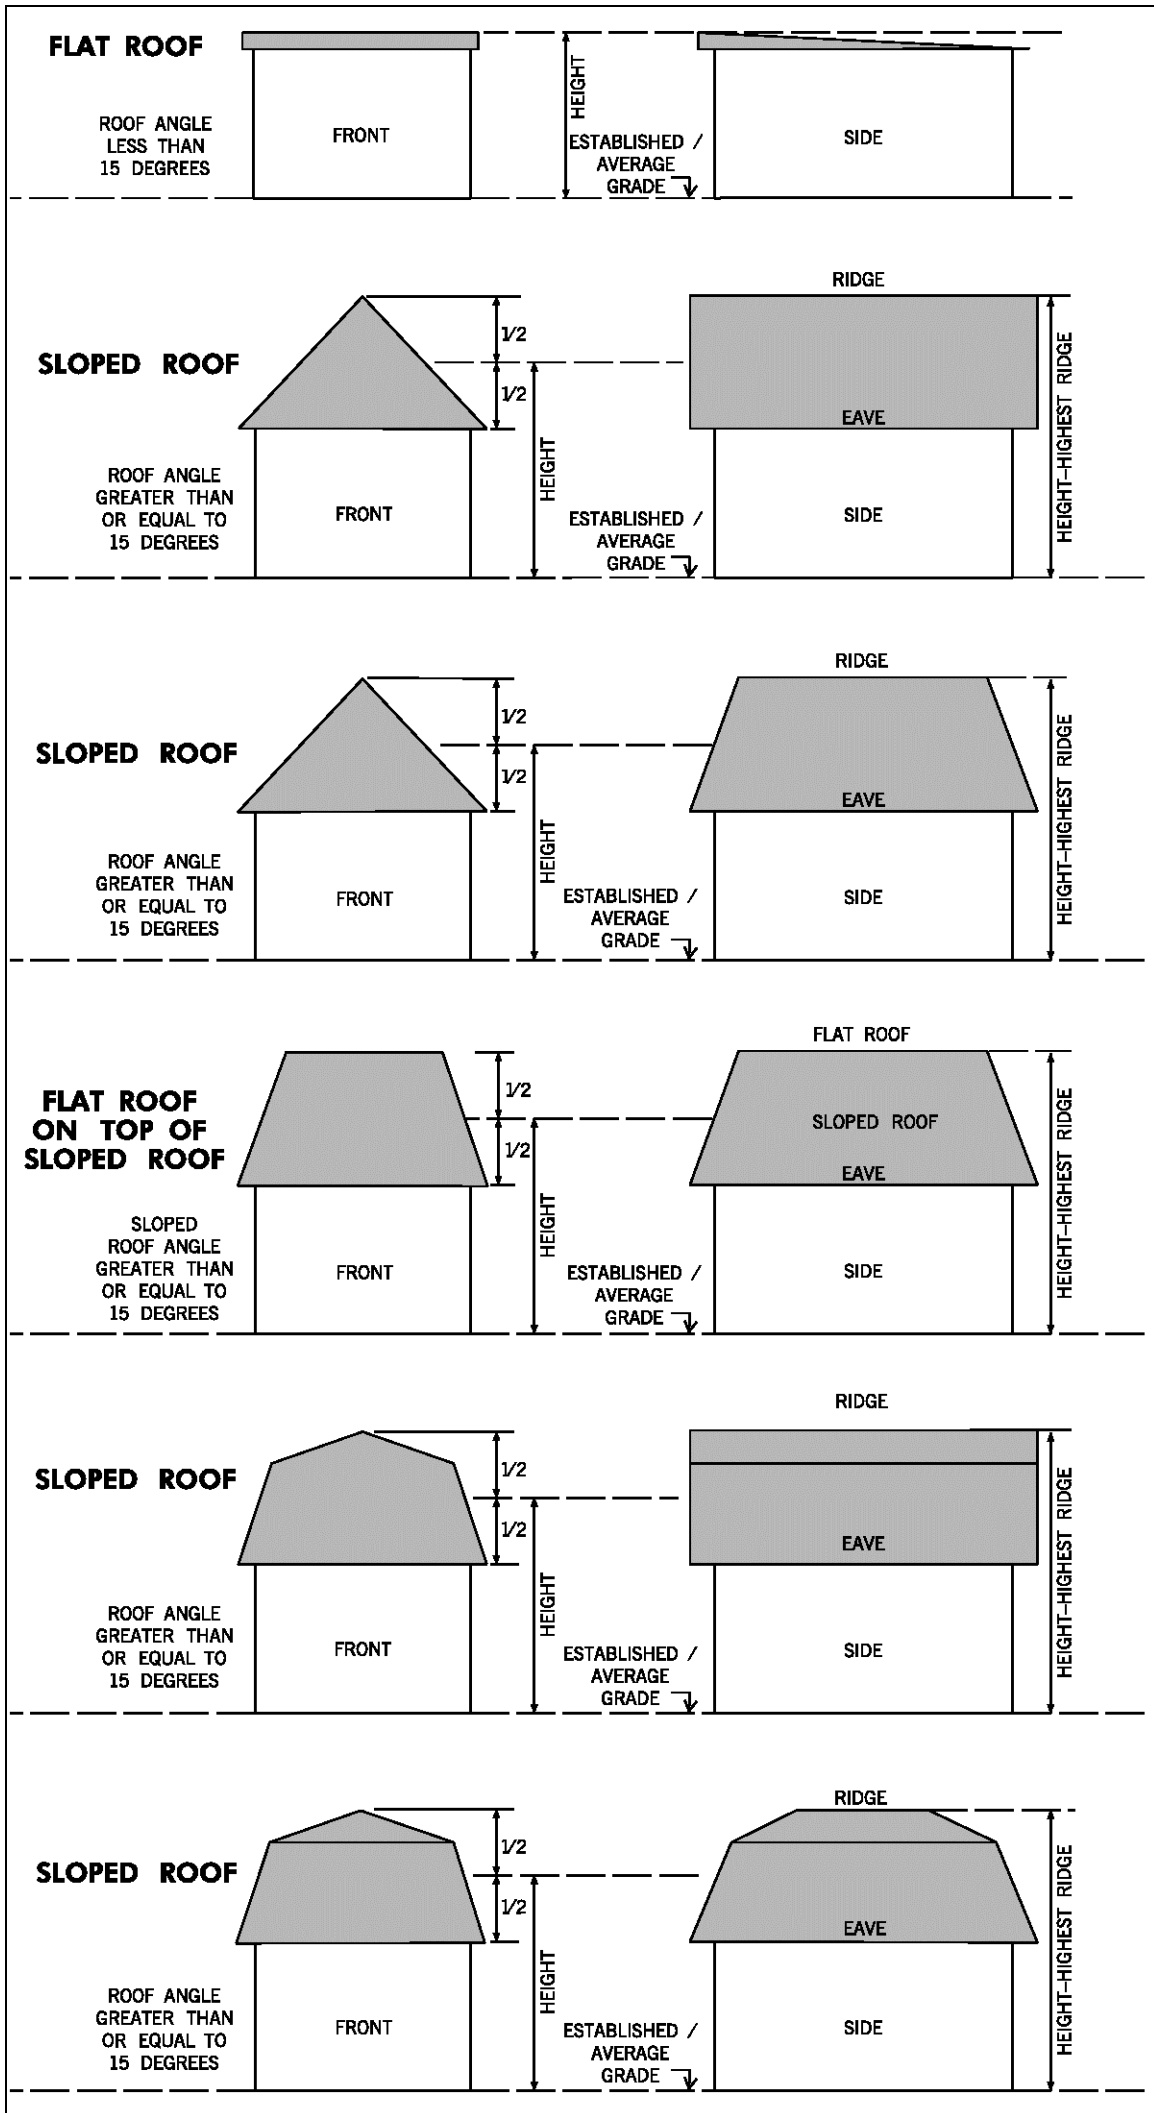 FLAT ROOF
ROOF ANGLE
LESS THAN
15 DEGREES
FRONT
HEIGHT
ESTABLISHED /
AVERAGE
GRADE
SIDE
SLOPED ROOF
ROOF ANGLE
GREATER THAN
OR EQUAL TO
15 DEGREES
FRONT
1/2
1/2
HEIGHT
ESTABLISHED /
AVERAGE
GRADE
RIDGE
EAVE
SIDE
HEIGHT-HIGHEST RIDGE
SLOPED ROOF
ROOF ANGLE
GREATER THAN
OR EQUAL TO
15 DEGREES
FRONT
1/2
1/2
HEIGHT
ESTABLISHED /
AVERAGE
GRADE
RIDGE
EAVE
SIDE
HEIGHT-HIGHEST RIDGE
FLAT ROOF
ON TOP OF
SLOPED ROOF
SLOPED
ROOF ANGLE
GREATER THAN
OR EQUAL TO
15 DEGREES
FRONT
1/2
1/2
HEIGHT
ESTABLISHED /
AVERAGE
GRADE
FLAT ROOF
SLOPED ROOF
EAVE
SIDE
HEIGHT-HIGHEST RIDGE
SLOPED ROOF
ROOF ANGLE
GREATER THAN
OR EQUAL TO
15 DEGREES
FRONT
1/2
1/2
HEIGHT
ESTABLISHED /
AVERAGE
GRADE
RIDGE
EAVE
SIDE
HEIGHT-HIGHEST RIDGE
SLOPED ROOF
ROOF ANGLE
GREATER THAN
OR EQUAL TO
15 DEGREES
FRONT
1/2
1/2
HEIGHT
ESTABLISHED /
AVERAGE
GRADE
RIDGE
EAVE
SIDE
HEIGHT-HIGHEST RIDGE